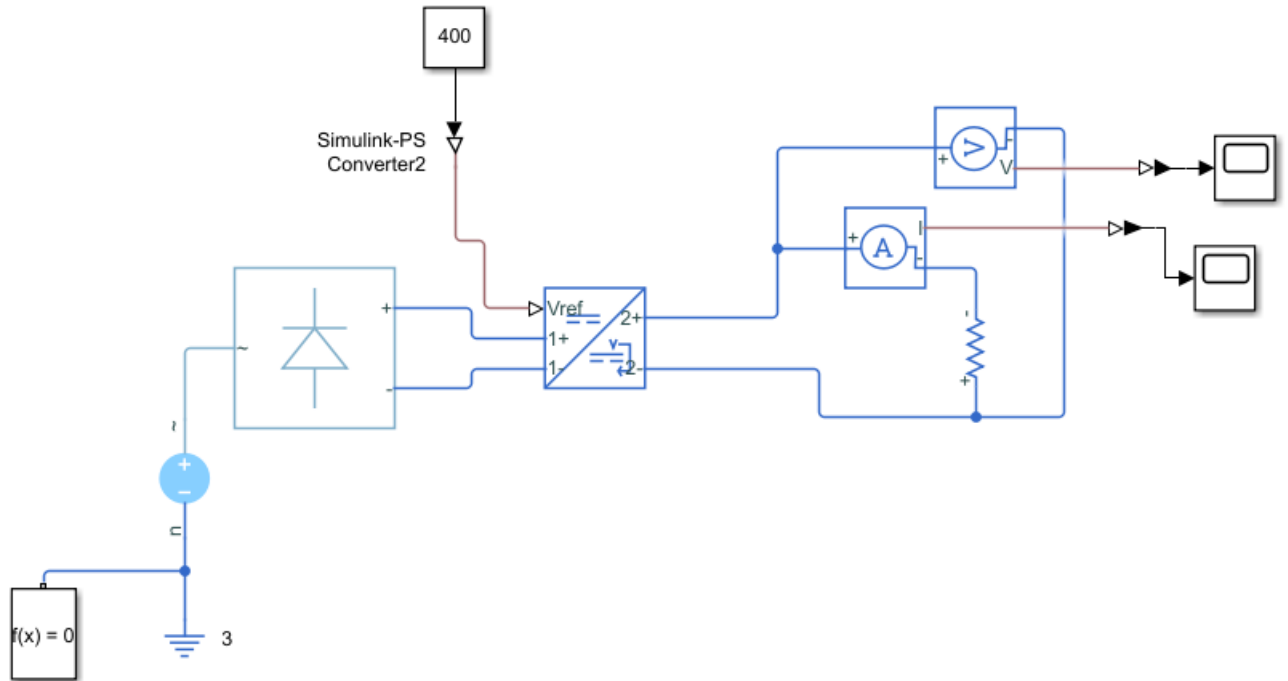 400
Simulink-PS
Converter2
+
-
V
+
-
I
A
+
-
V
Vref
1+
1-
2+
2-
v
-
+
+
-
~
~
+
−
n
f(x) = 0
3